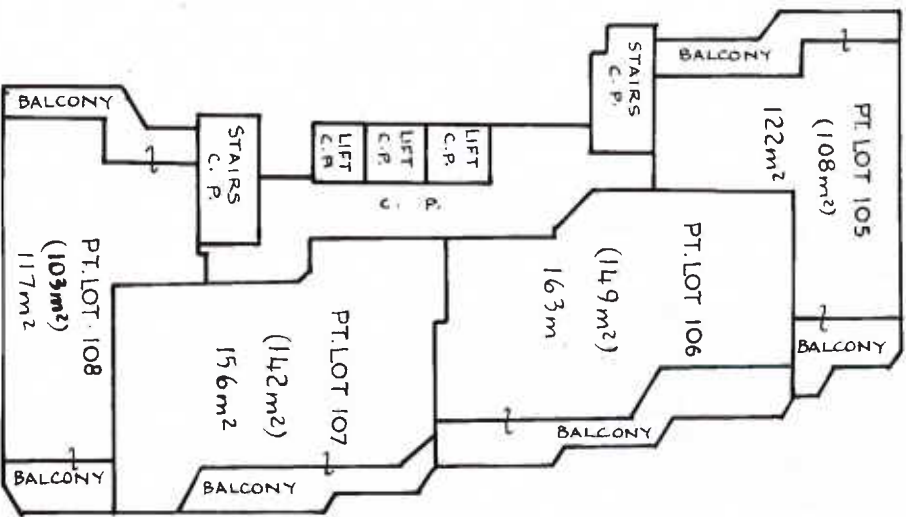 BALCONY
PT. LOT 105
(108m²)
122m²
BALCONY
STAIRS
C. P.
PT. LOT 106
(149m²)
163m
BALCONY
LIFT
C.P.
LIFT
C.P.
LIFT
C.P.
C. P.
PT. LOT 107
(142m²)
156m²
BALCONY
STAIRS
C. P.
BALCONY
PT. LOT 108
(103m²)
117m²
BALCONY